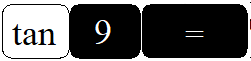 tan 9 =